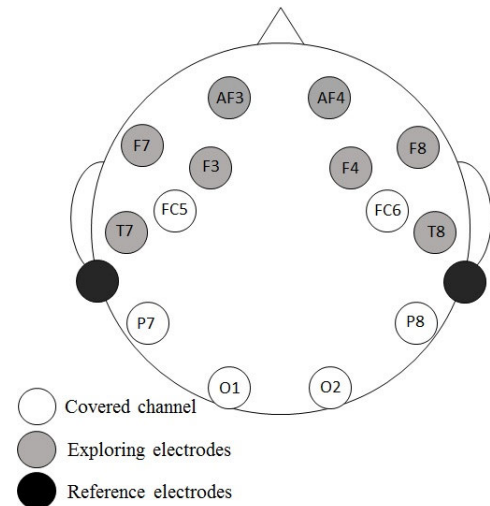 AF3 AF4
F7 F8
F3 F4
FC5 FC6
T7 T8
P7 P8
O1 O2
Covered channel
Exploring electrodes
Reference electrodes